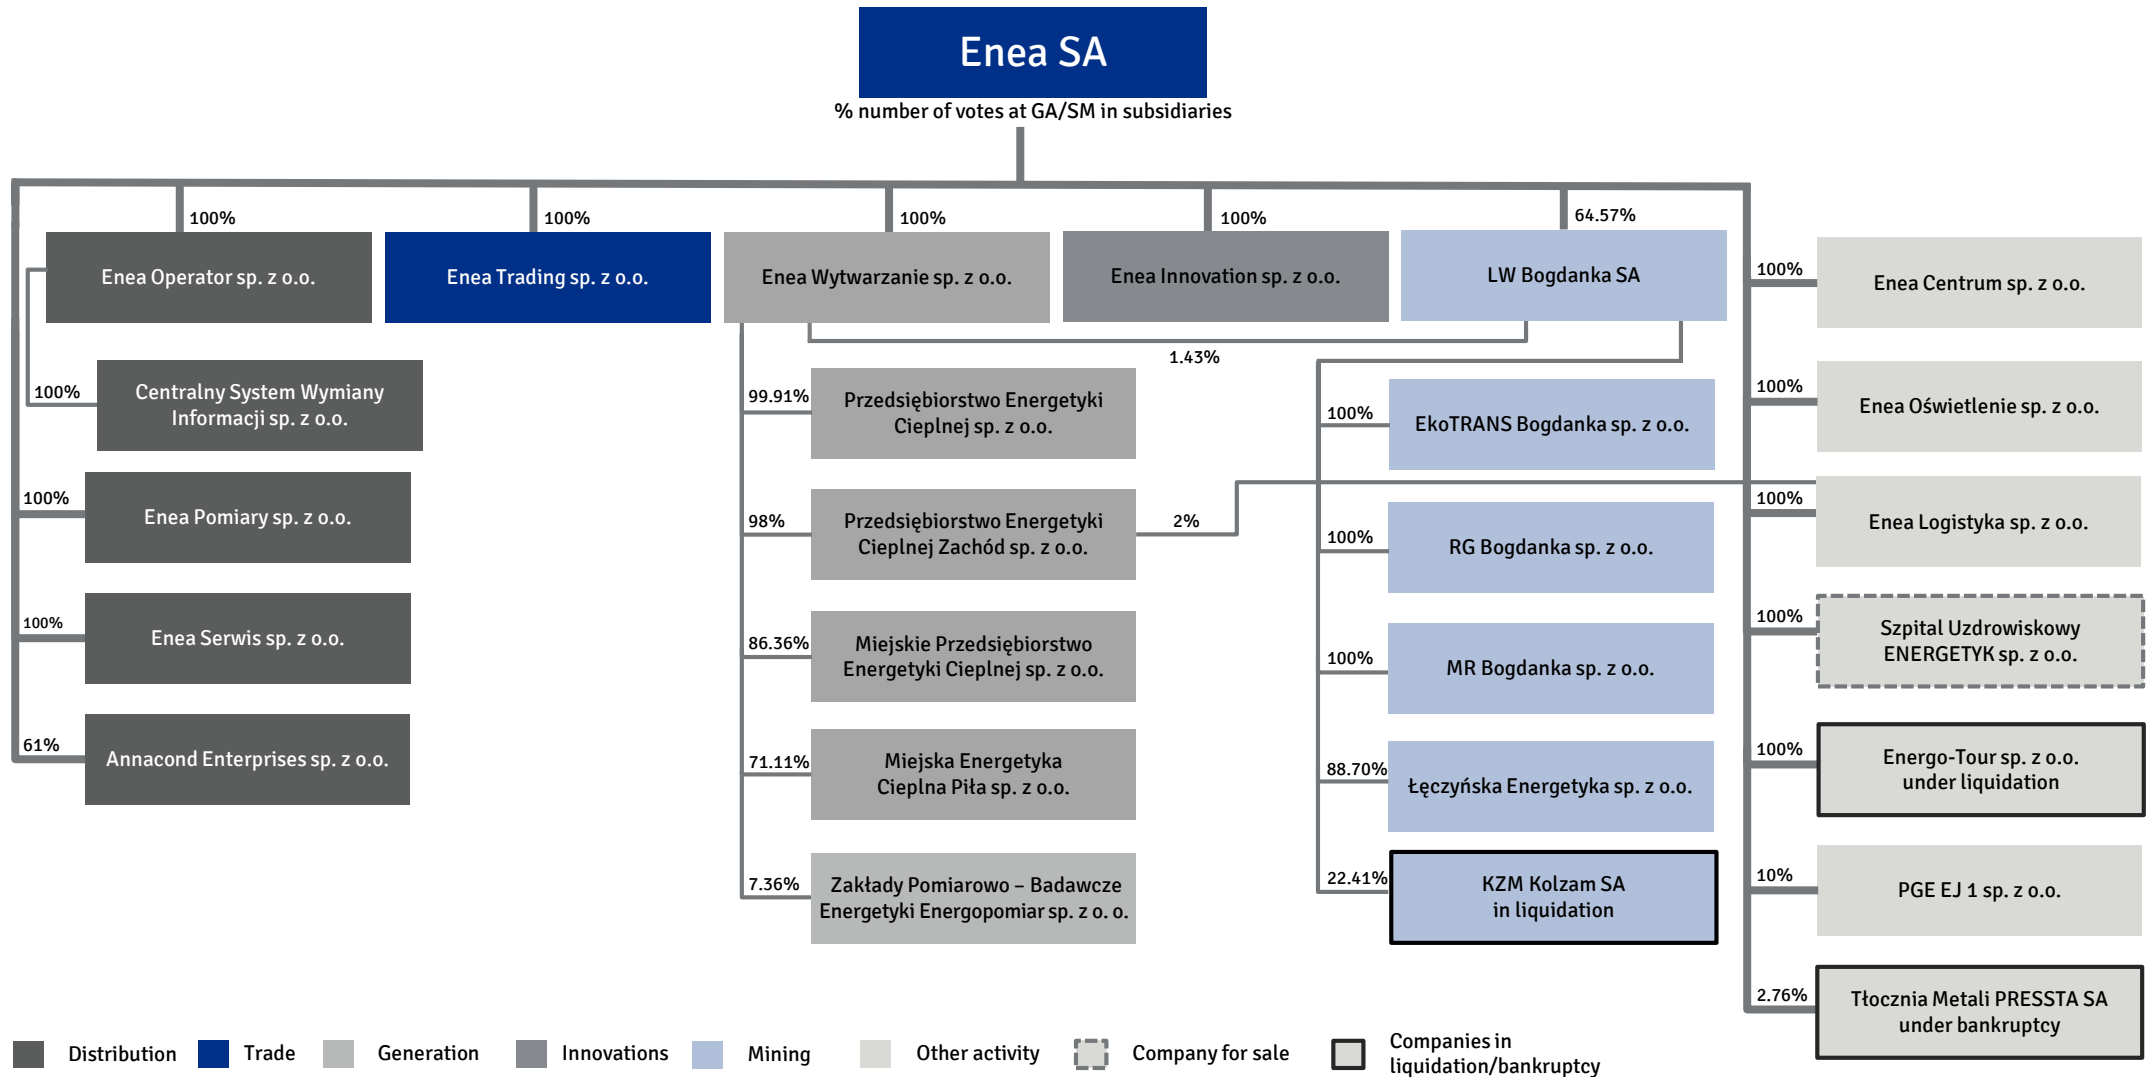 Enea SA
% number of votes at GA/SM in subsidiaries
100%
100%
100%
100%
64.57%
Enea Operator sp. z o.o.
Enea Trading sp. z o.o.
Enea Wytwarzanie sp. z o.o.
Enea Innovation sp. z o.o.
LW Bogdanka SA
1.43%
100%
Centralny System Wymiany
Informacji sp. z o.o.
100%
Enea Pomiary sp. z o.o.
100%
Enea Serwis sp. z o.o.
61%
Annacond Enterprises sp. z o.o.
99.91%
Przedsiębiorstwo Energetyki
Cieplnej sp. z o.o.
98%
Przedsiębiorstwo Energetyki
Cieplnej Zachód sp. z o.o.
2%
86.36%
Miejskie Przedsiębiorstwo
Energetyki Cieplnej sp. z o.o.
71.11%
Miejska Energetyka
Cieplna Piła sp. z o.o.
7.36%
Zakłady Pomiarowo – Badawcze
Energetyki Energopomiar sp. z o. o.
100%
EkoTRANS Bogdanka sp. z o.o.
100%
RG Bogdanka sp. z o.o.
100%
MR Bogdanka sp. z o.o.
88.70%
Łęczyńska Energetyka sp. z o.o.
22.41%
KZM Kolzam SA
in liquidation
100%
Enea Centrum sp. z o.o.
100%
Enea Oświetlenie sp. z o.o.
100%
Enea Logistyka sp. z o.o.
100%
Szpital Uzdrowiskowy
ENERGETYK sp. z o.o.
100%
Energo-Tour sp. z o.o.
under liquidation
10%
PGE EJ 1 sp. z o.o.
2.76%
Tłocznia Metali PRESSTA SA
under bankruptcy
Distribution
Trade
Generation
Innovations
Mining
Other activity
Company for sale
Companies in
liquidation/bankruptcy